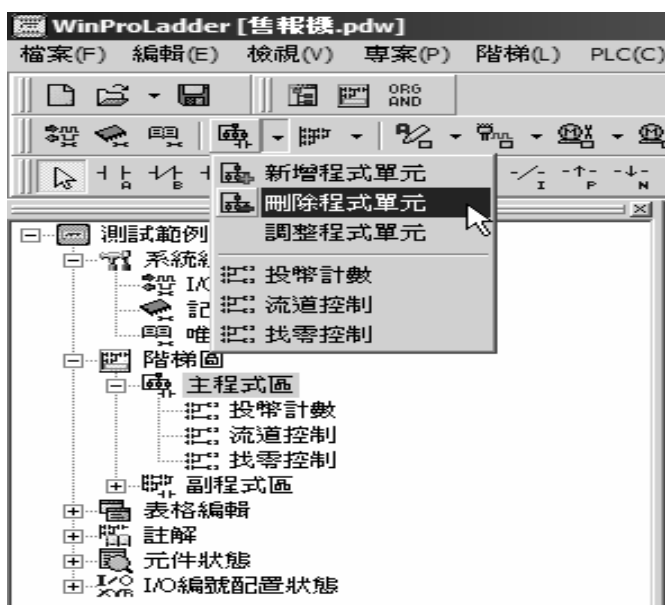 WinProLadder [售報機.pdw]
檔案(F) 編輯(E) 檢視(V) 專案(P) 階梯(L) PLC(C)
ORG
AND
A B I P N
新增程式單元
刪除程式單元
調整程式單元
投幣計數
流道控制
找零控制
測試範例
系統
I/O
記
唯
階梯圖
主程式區
投幣計數
流道控制
找零控制
副程式區
表格編輯
註解
元件狀態
I/O編號配置狀態